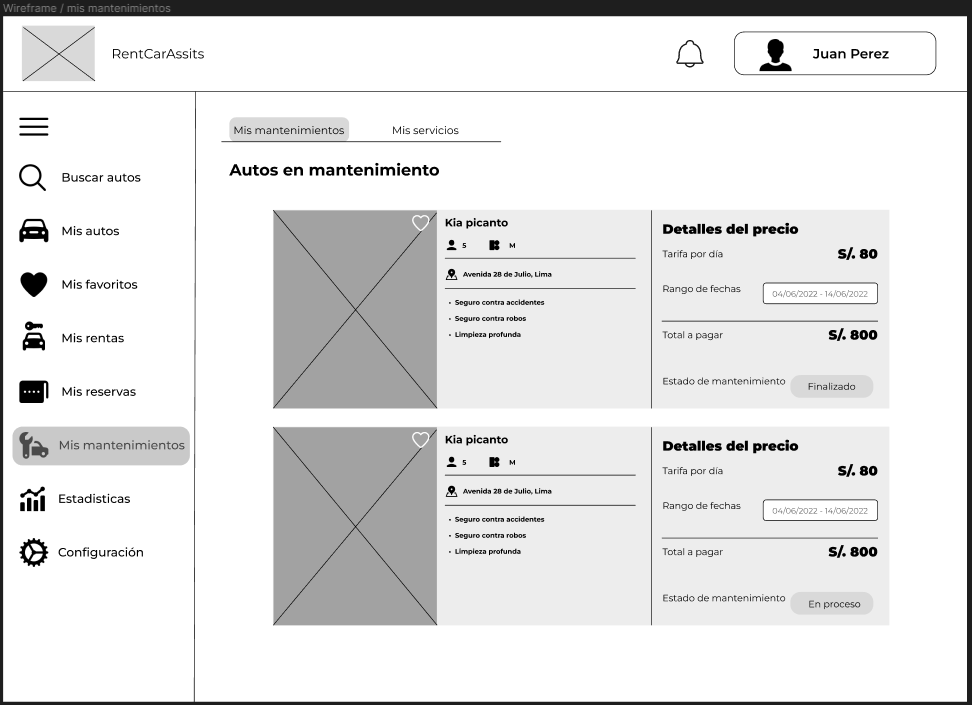 Wireframe / mis mantenimientos
RentCarAssits
Juan Perez
Buscar autos
Mis autos
Mis favoritos
Mis rentas
Mis reservas
Mis mantenimientos
Estadisticas
Configuración
Mis mantenimientos
Mis servicios
Autos en mantenimiento
Kia picanto
5 M
Avenida 28 de Julio, Lima
• Seguro contra accidentes
• Seguro contra robos
• Limpieza profunda
Detalles del precio
Tarifa por día S/. 80
Rango de fechas 04/06/2022 - 14/06/2022
Total a pagar S/. 800
Estado de mantenimiento Finalizado
Kia picanto
5 M
Avenida 28 de Julio, Lima
• Seguro contra accidentes
• Seguro contra robos
• Limpieza profunda
Detalles del precio
Tarifa por día S/. 80
Rango de fechas 04/06/2022 - 14/06/2022
Total a pagar S/. 800
Estado de mantenimiento En proceso